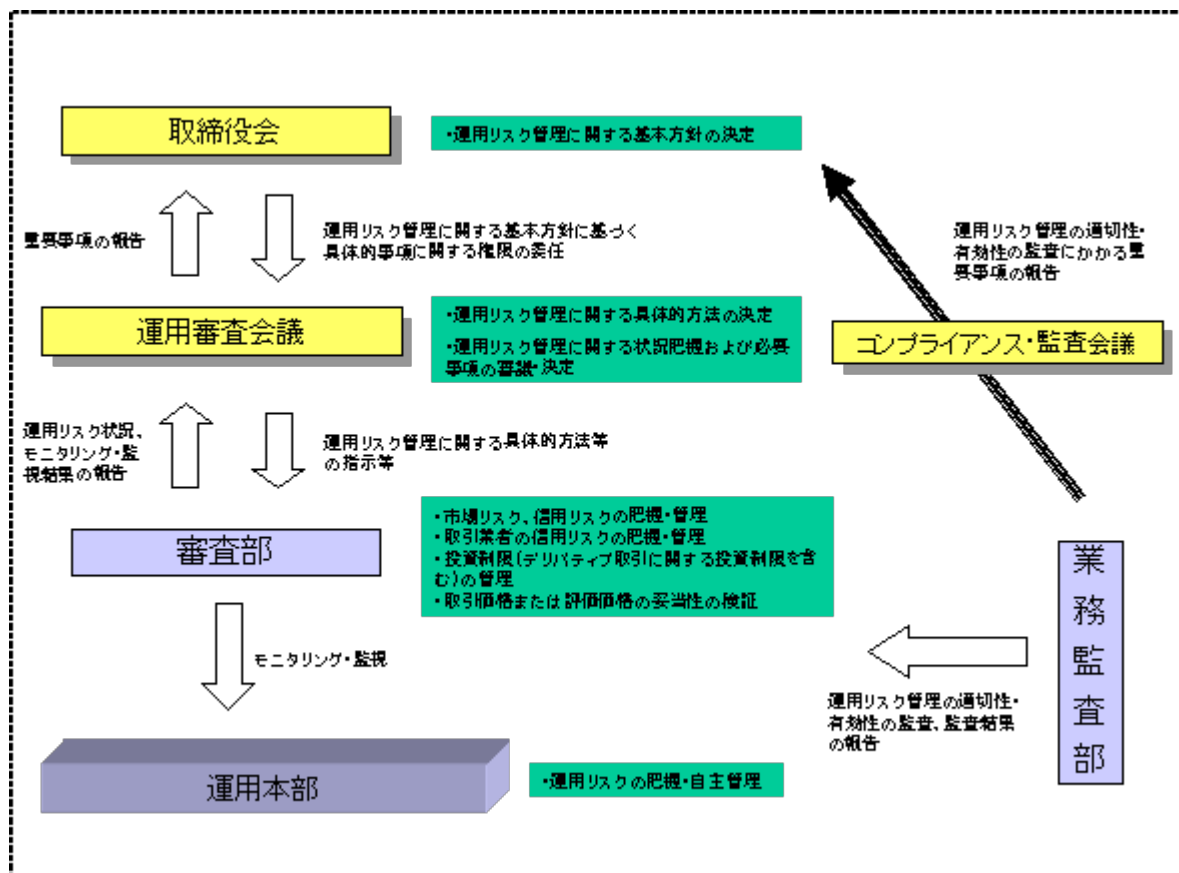 取締役会
・運用リスク管理に関する基本方針の決定
重要事項の報告
運用リスク管理に関する基本方針に基づく
具体的事項に関する権限の委任
運用リスク管理の適切性・
有効性の監査にかかる重
要事項の報告
運用審査会議
・運用リスク管理に関する具体的方法の決定
・運用リスク管理に関する状況把握および必要
事項の審議・決定
コンプライアンス・監査会議
運用リスク状況、
モニタリング・監
視結果の報告
運用リスク管理に関する具体的方法等
の指示等
審査部
・市場リスク、信用リスクの把握・管理
・取引業者の信用リスクの把握・管理
・投資制限(デリバティブ取引に関する投資制限を含
む)の管理
・取引価格または評価価格の妥当性の検証
業務監査部
モニタリング・監視
運用リスク管理の適切性・
有効性の監査、監査結果
の報告
運用本部
・運用リスクの把握・自主管理